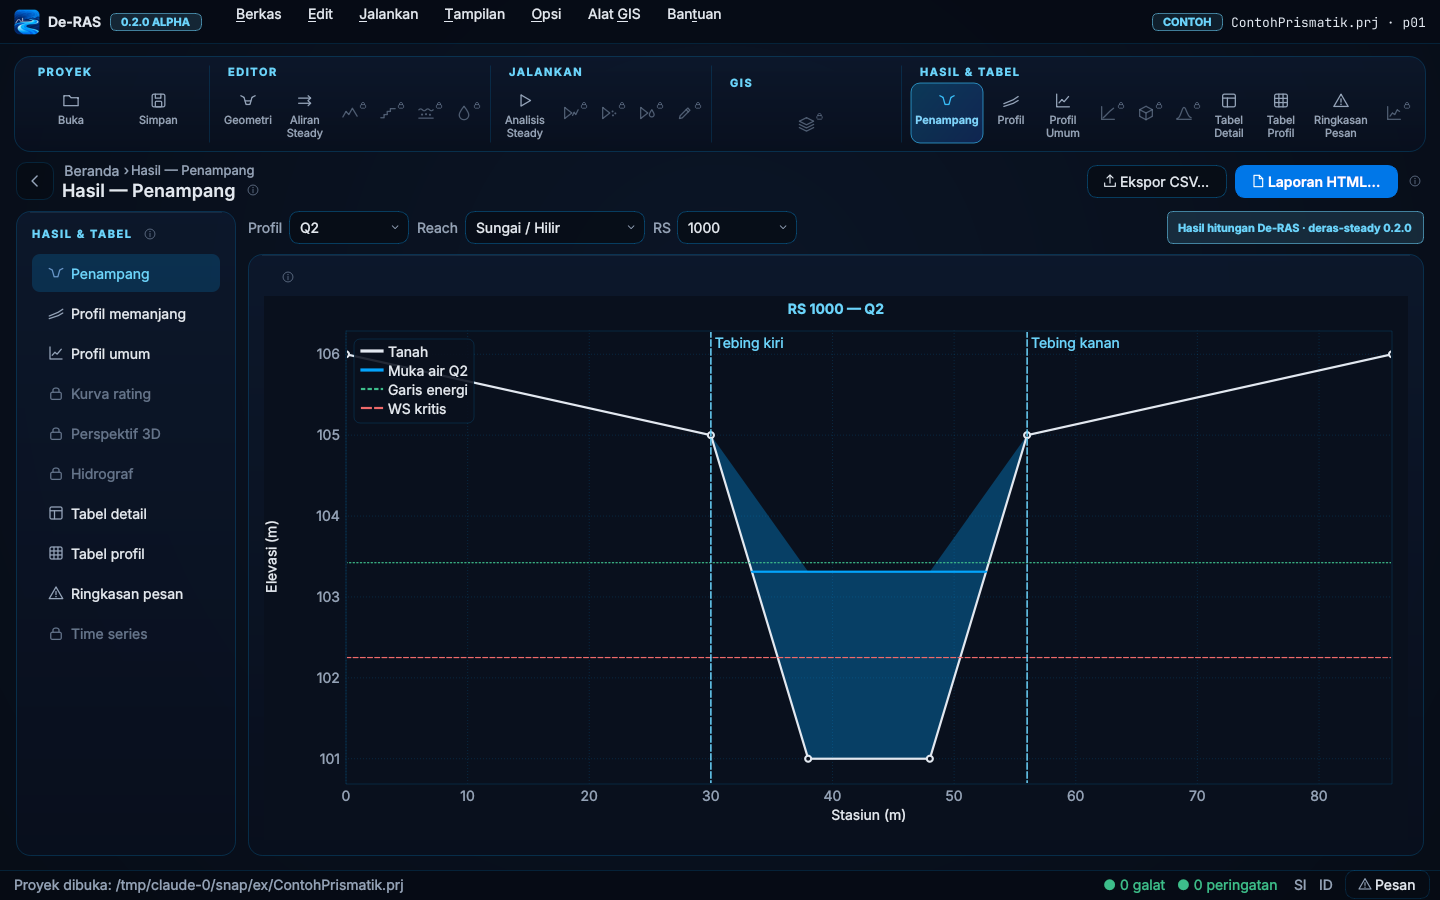 De-RAS
0.2.0 ALPHA
Berkas
Edit
Jalankan
Tampilan
Opsi
Alat GIS
Bantuan
CONTOH
ContohPrismatik.prj · p01
PROYEK
Buka
Simpan
EDITOR
Geometri
Aliran
Steady
JALANKAN
Analisis
Steady
GIS
HASIL & TABEL
Penampang
Profil
Profil
Umum
Tabel
Detail
Tabel
Profil
Ringkasan
Pesan
Beranda › Hasil — Penampang
Hasil — Penampang
Ekspor CSV...
Laporan HTML...
HASIL & TABEL
Penampang
Profil memanjang
Profil umum
Kurva rating
Perspektif 3D
Hidrograf
Tabel detail
Tabel profil
Ringkasan pesan
Time series
Profil
Q2
Reach
Sungai / Hilir
RS
1000
Hasil hitungan De-RAS · deras-steady 0.2.0
RS 1000 — Q2
Tebing kiri
Tebing kanan
Tanah
Muka air Q2
Garis energi
WS kritis
106
105
104
103
102
101
Elevasi (m)
0
10
20
30
40
50
60
70
80
Stasiun (m)
Proyek dibuka: /tmp/claude-0/snap/ex/ContohPrismatik.prj
0 galat
0 peringatan
SI
ID
Pesan